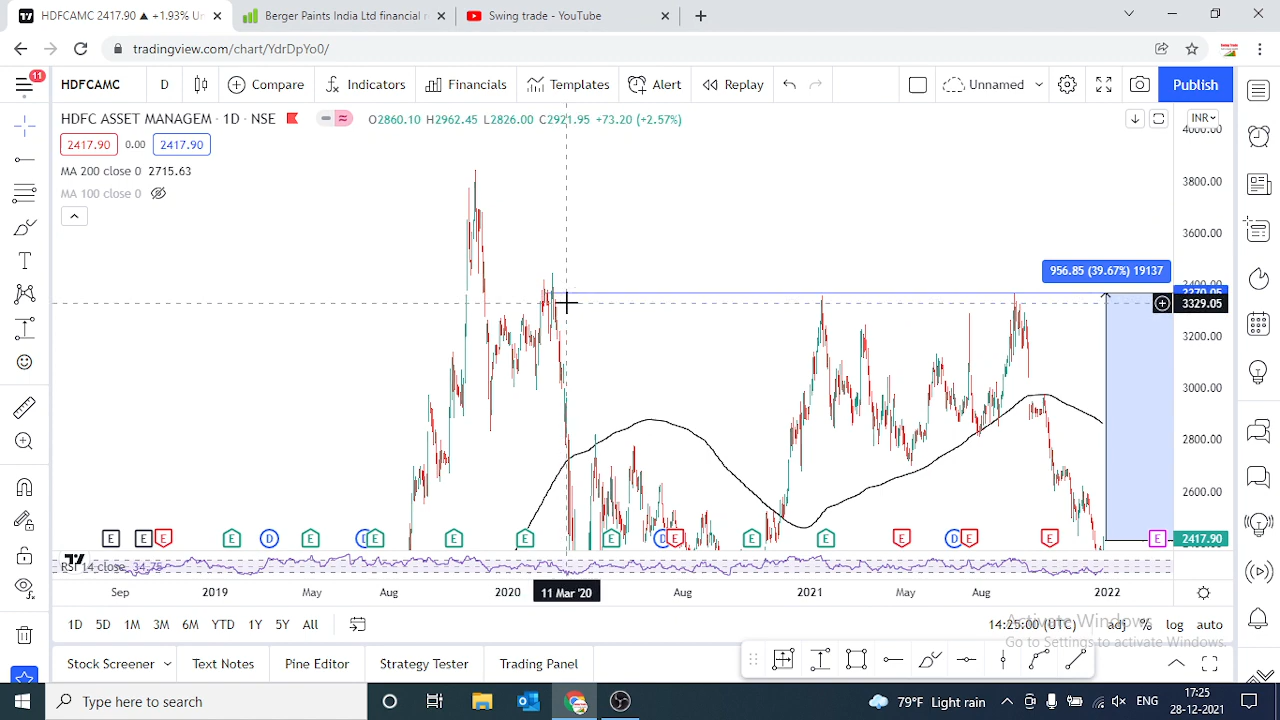 HDFCAMC 2417.90 ▲ +1.93% U
Berger Paints India Ltd financial r
Swing trade - YouTube
tradingview.com/chart/YdrDpYo0/
11
HDFCAMC
D
Compare
Indicators
Financials
Templates
Alert
Replay
Unnamed
Publish
HDFC ASSET MANAGEM · 1D · NSE
O2860.10 H2962.45 L2826.00 C2921.95 +73.20 (+2.57%)
INR
2417.90 0.00 2417.90
MA 200 close 0 2715.63
MA 100 close 0
4000.00
3800.00
3600.00
3400.00
3329.05
3200.00
3000.00
2800.00
2600.00
2417.90
956.85 (39.67%) 19137
E E E E D E E E E E D E E E E D E E E
RSI 14 close 34.75
Sep 2019 May Aug 2020 11 Mar '20 Aug 2021 May Aug 2022
1D 5D 1M 3M 6M YTD 1Y 5Y All
14:25:00 (UTC) adj % log auto
Activate Windows
Go to Settings to activate Windows.
Stock Screener
Text Notes
Pine Editor
Strategy Tester
Trading Panel
Type here to search
79°F Light rain
ENG
17:25
28-12-2021